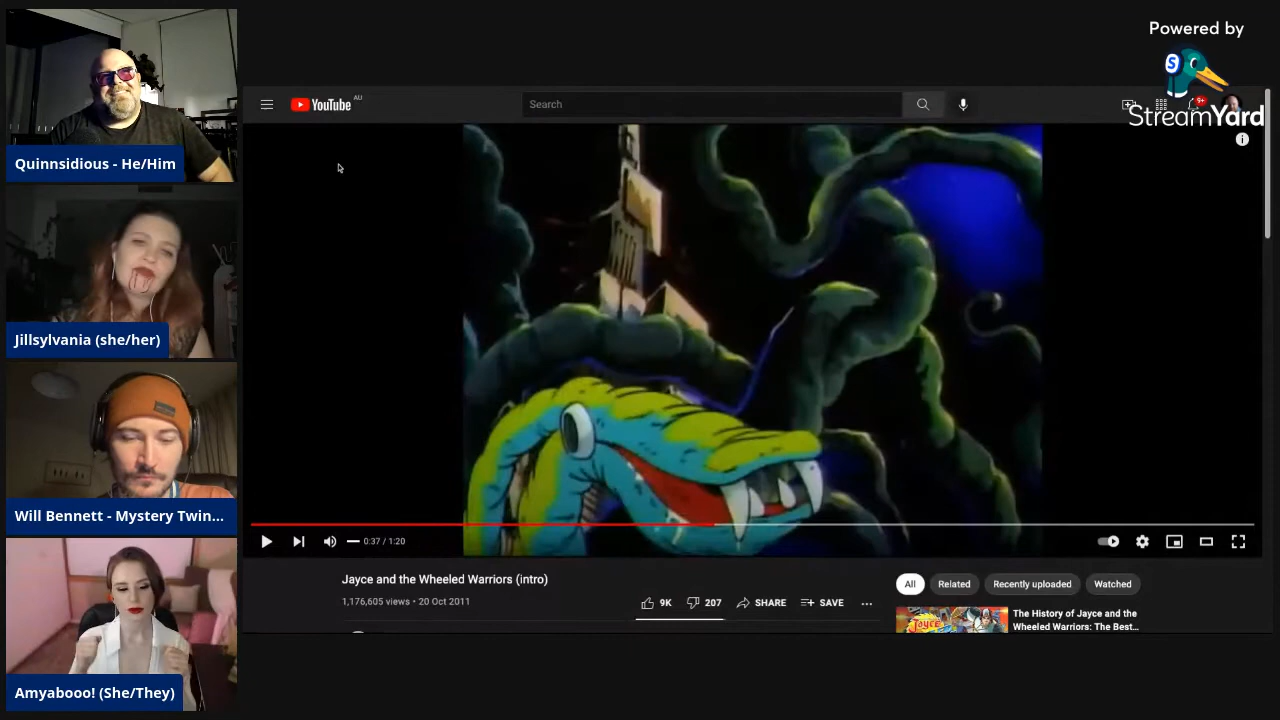 Quinnsidious - He/Him
Jillsylvania (she/her)
Will Bennett - Mystery Twin...
Amyabooo! (She/They)
Powered by
S
StreamYard
YouTube AU
Search
9+
0:37 / 1:20
Jayce and the Wheeled Warriors (intro)
1,176,605 views • 20 Oct 2011
9K
207
SHARE
SAVE
All
Related
Recently uploaded
Watched
Jayce
The History of Jayce and the
Wheeled Warriors: The Best...